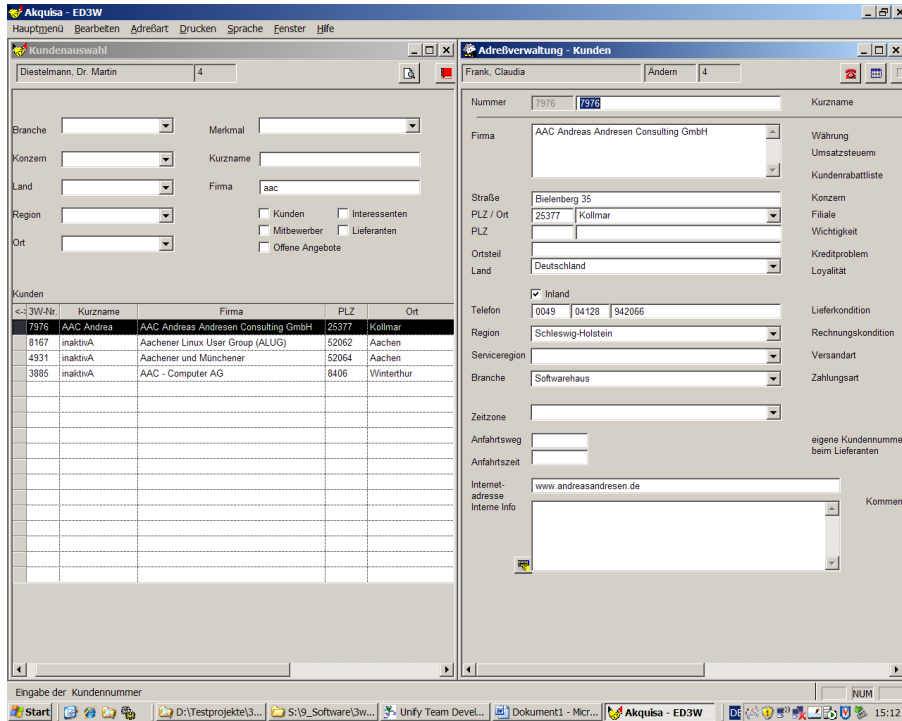 Akquisa - ED3W
Hauptmenü Bearbeiten Adreßart Drucken Sprache Fenster Hilfe
Kundenauswahl
Diestelmann, Dr. Martin 4
Branche Merkmal
Konzern Kurzname
Land Firma aac
Region Kunden Interessenten
Mitbewerber Lieferanten
Ort Offene Angebote
Kunden
<-> 3W-Nr. Kurzname Firma PLZ Ort
7976 AAC Andrea AAC Andreas Andresen Consulting GmbH 25377 Kollmar
8167 inaktivA Aachener Linux User Group (ALUG) 52062 Aachen
4931 inaktivA Aachener und Münchener 52064 Aachen
3885 inaktivA AAC - Computer AG 8406 Winterthur
Adreßverwaltung - Kunden
Frank, Claudia Ändern 4
Nummer 7976 7976 Kurzname
Firma AAC Andreas Andresen Consulting GmbH Währung
Umsatzsteuern
Kundenrabattliste
Straße Bielenberg 35 Konzern
PLZ / Ort 25377 Kollmar Filiale
PLZ Wichtigkeit
Ortsteil Kreditproblem
Land Deutschland Loyalität
Inland
Telefon 0049 04128 942066 Lieferkondition
Region Schleswig-Holstein Rechnungskondition
Serviceregion Versandart
Branche Softwarehaus Zahlungsart
Zeitzone
Anfahrtsweg eigene Kundennumme
beim Lieferanten
Anfahrtszeit
Internet-
adresse www.andreasandresen.de
Interne Info Kommen
Eingabe der Kundennummer NUM
Start D:\Testprojekte\3... S:\9_Software\3w... Unify Team Devel... Dokument1 - Micr... Akquisa - ED3W DE 15:12